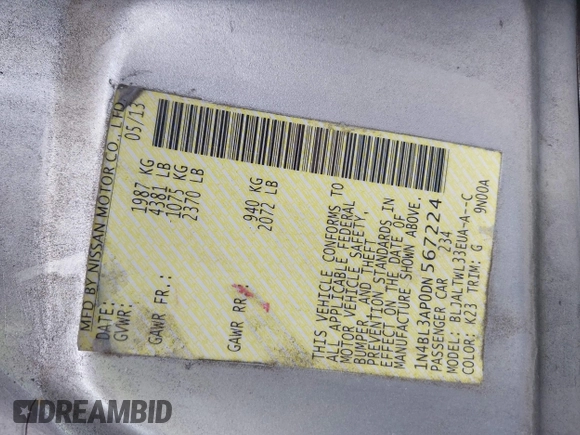 MFD BY NISSAN MOTOR CO., LTD.
DATE: 05/13
GVWR: 1987 KG
4381 LB
GAWR FR.: 1075 KG
2370 LB
GAWR RR.: 940 KG
2072 LB
THIS VEHICLE CONFORMS TO
ALL APPLICABLE FEDERAL
MOTOR VEHICLE SAFETY,
BUMPER, AND THEFT
PREVENTION STANDARDS IN
EFFECT ON THE DATE OF
MANUFACTURE SHOWN ABOVE.
1N4BL3AP0DN567224
PASSENGER CAR 234
MODEL: BLJALTWL33EUA-A--C
COLOR: K23 TRIM: G 9N00A
DREAMBID